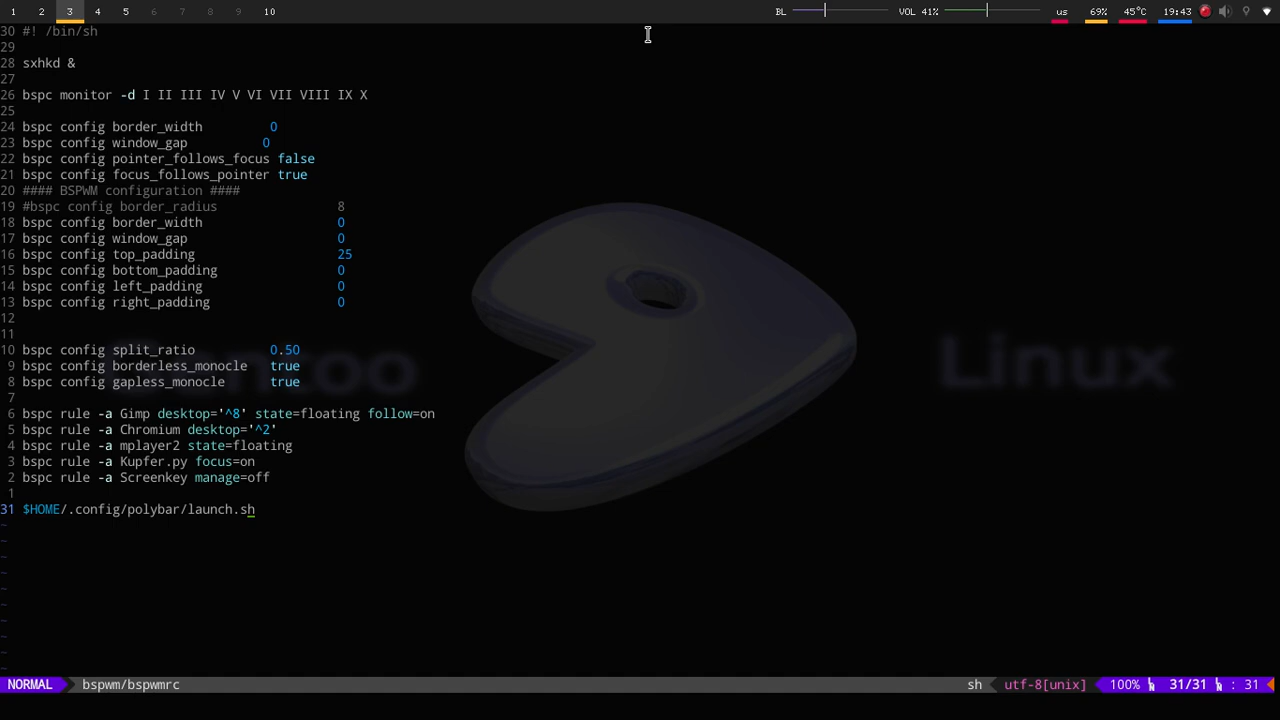 1 2 3 4 5 6 7 8 9 10 BL VOL 41% us 69% 45°C 19:43
30 #! /bin/sh
29
28 sxhkd &
27
26 bspc monitor -d I II III IV V VI VII VIII IX X
25
24 bspc config border_width 0
23 bspc config window_gap 0
22 bspc config pointer_follows_focus false
21 bspc config focus_follows_pointer true
20 #### BSPWM configuration ####
19 #bspc config border_radius 8
18 bspc config border_width 0
17 bspc config window_gap 0
16 bspc config top_padding 25
15 bspc config bottom_padding 0
14 bspc config left_padding 0
13 bspc config right_padding 0
12
11
10 bspc config split_ratio 0.50
9 bspc config borderless_monocle true
8 bspc config gapless_monocle true
7
6 bspc rule -a Gimp desktop='^8' state=floating follow=on
5 bspc rule -a Chromium desktop='^2'
4 bspc rule -a mplayer2 state=floating
3 bspc rule -a Kupfer.py focus=on
2 bspc rule -a Screenkey manage=off
1
31 $HOME/.config/polybar/launch.sh
~
~
~
~
~
~
~
~
~
~
Gentoo Linux
NORMAL bspwm/bspwmrc sh utf-8[unix] 100% 31/31 : 31